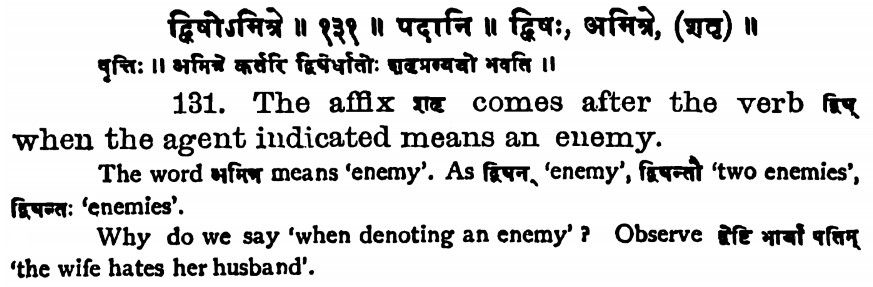 द्विषोऽमित्रे ॥ १३१ ॥ पदानि ॥ द्विषः, अमित्रे, (शतृ) ॥
वृत्तिः ॥ अमित्रे कर्तरि द्विषेर्धातोः शतृप्रत्ययो भवति ॥
131. The affix शतृ comes after the verb द्विष्
when the agent indicated means an enemy.
The word अमित्र means ‘enemy’. As द्विषन् ‘enemy’, द्विषन्तौ ‘two enemies’,
द्विषन्तः ‘enemies’.
Why do we say ‘when denoting an enemy’? Observe द्वेष्टि भार्या पतिम्
‘the wife hates her husband’.